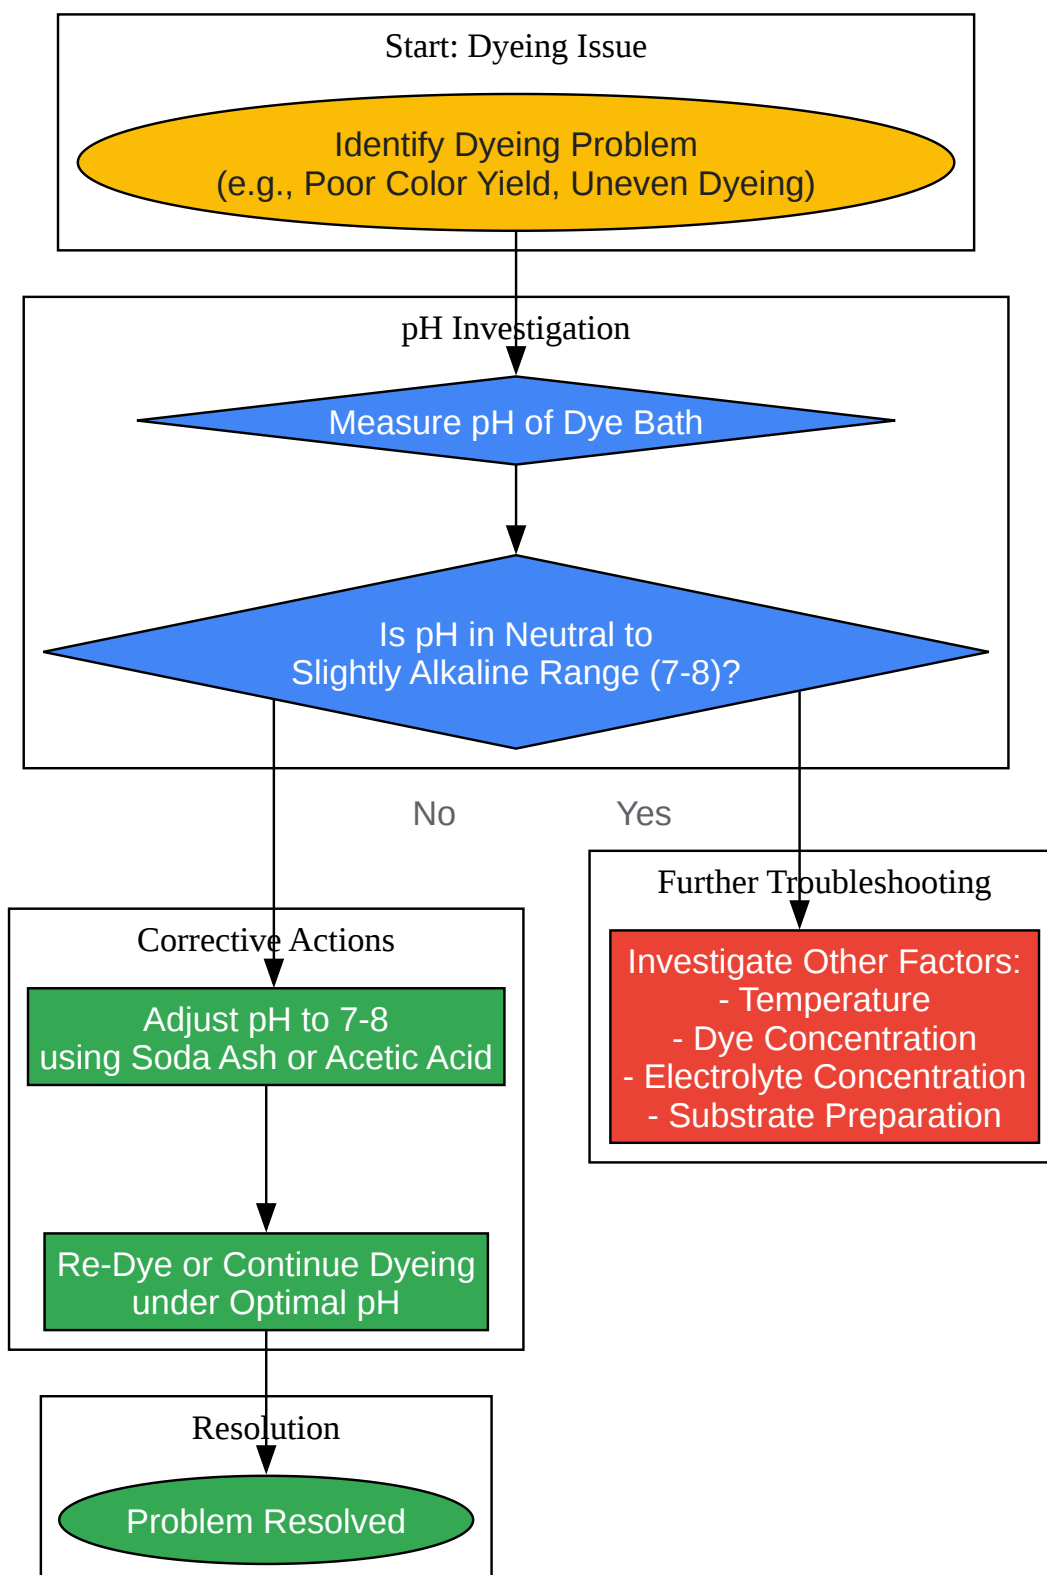 Start: Dyeing Issue
Identify Dyeing Problem
(e.g., Poor Color Yield, Uneven Dyeing)
pH Investigation
Measure pH of Dye Bath
Is pH in Neutral to
Slightly Alkaline Range (7-8)?
No
Yes
Further Troubleshooting
Investigate Other Factors:
- Temperature
- Dye Concentration
- Electrolyte Concentration
- Substrate Preparation
Corrective Actions
Adjust pH to 7-8
using Soda Ash or Acetic Acid
Re-Dye or Continue Dyeing
under Optimal pH
Resolution
Problem Resolved